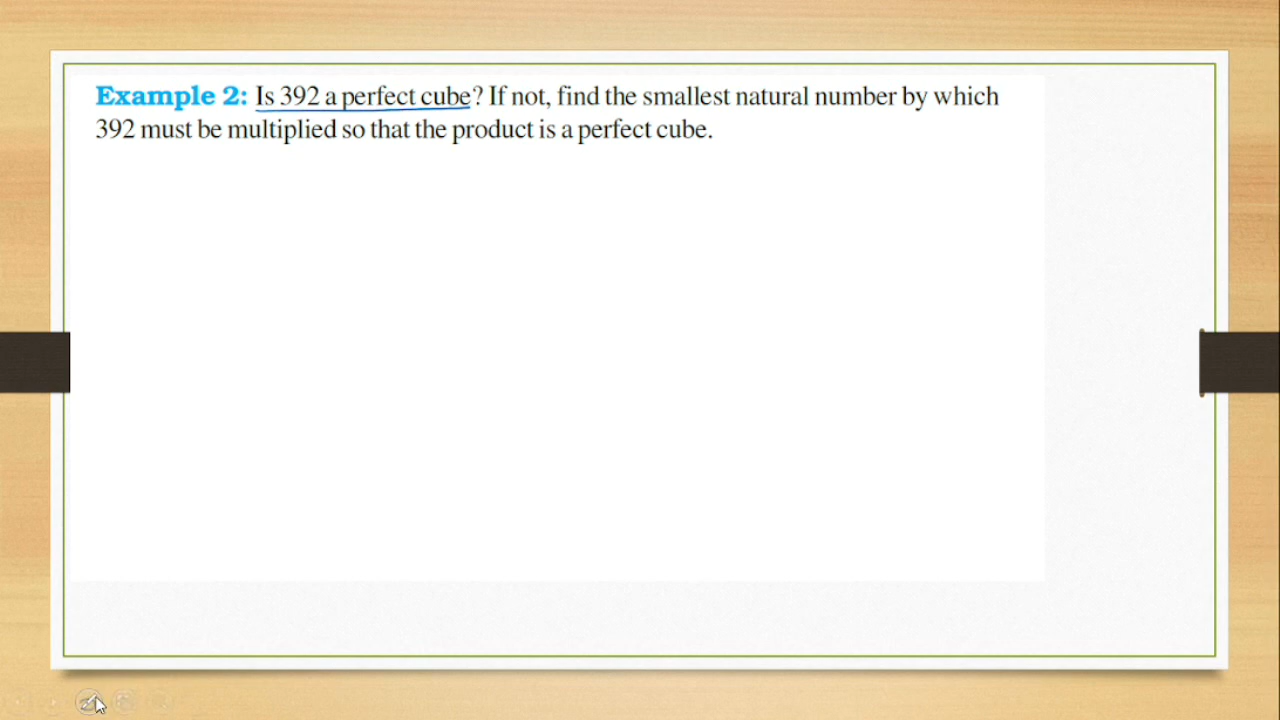 Example 2: Is 392 a perfect cube? If not, find the smallest natural number by which
392 must be multiplied so that the product is a perfect cube.